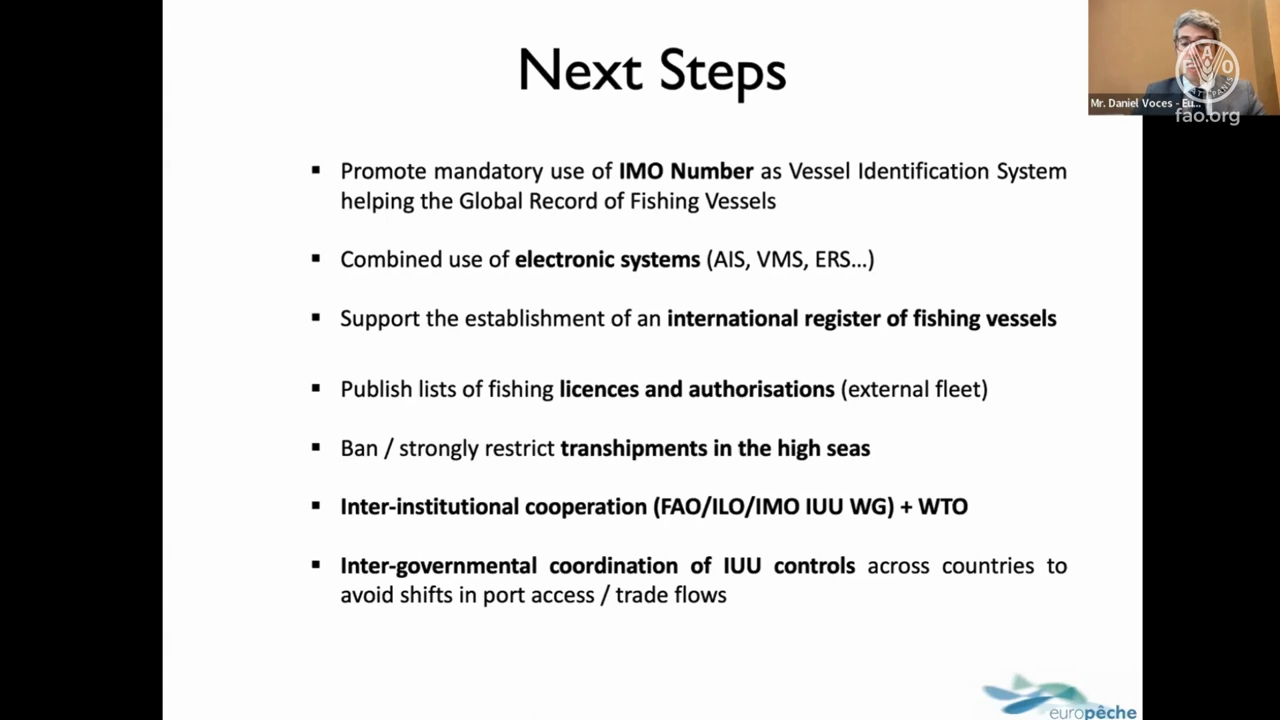 Next Steps
▪ Promote mandatory use of IMO Number as Vessel Identification System
helping the Global Record of Fishing Vessels
▪ Combined use of electronic systems (AIS, VMS, ERS…)
▪ Support the establishment of an international register of fishing vessels
▪ Publish lists of fishing licences and authorisations (external fleet)
▪ Ban / strongly restrict transhipments in the high seas
▪ Inter-institutional cooperation (FAO/ILO/IMO IUU WG) + WTO
▪ Inter-governmental coordination of IUU controls across countries to
avoid shifts in port access / trade flows
europêche
F A O
Mr. Daniel Voces - Eu...
fao.org